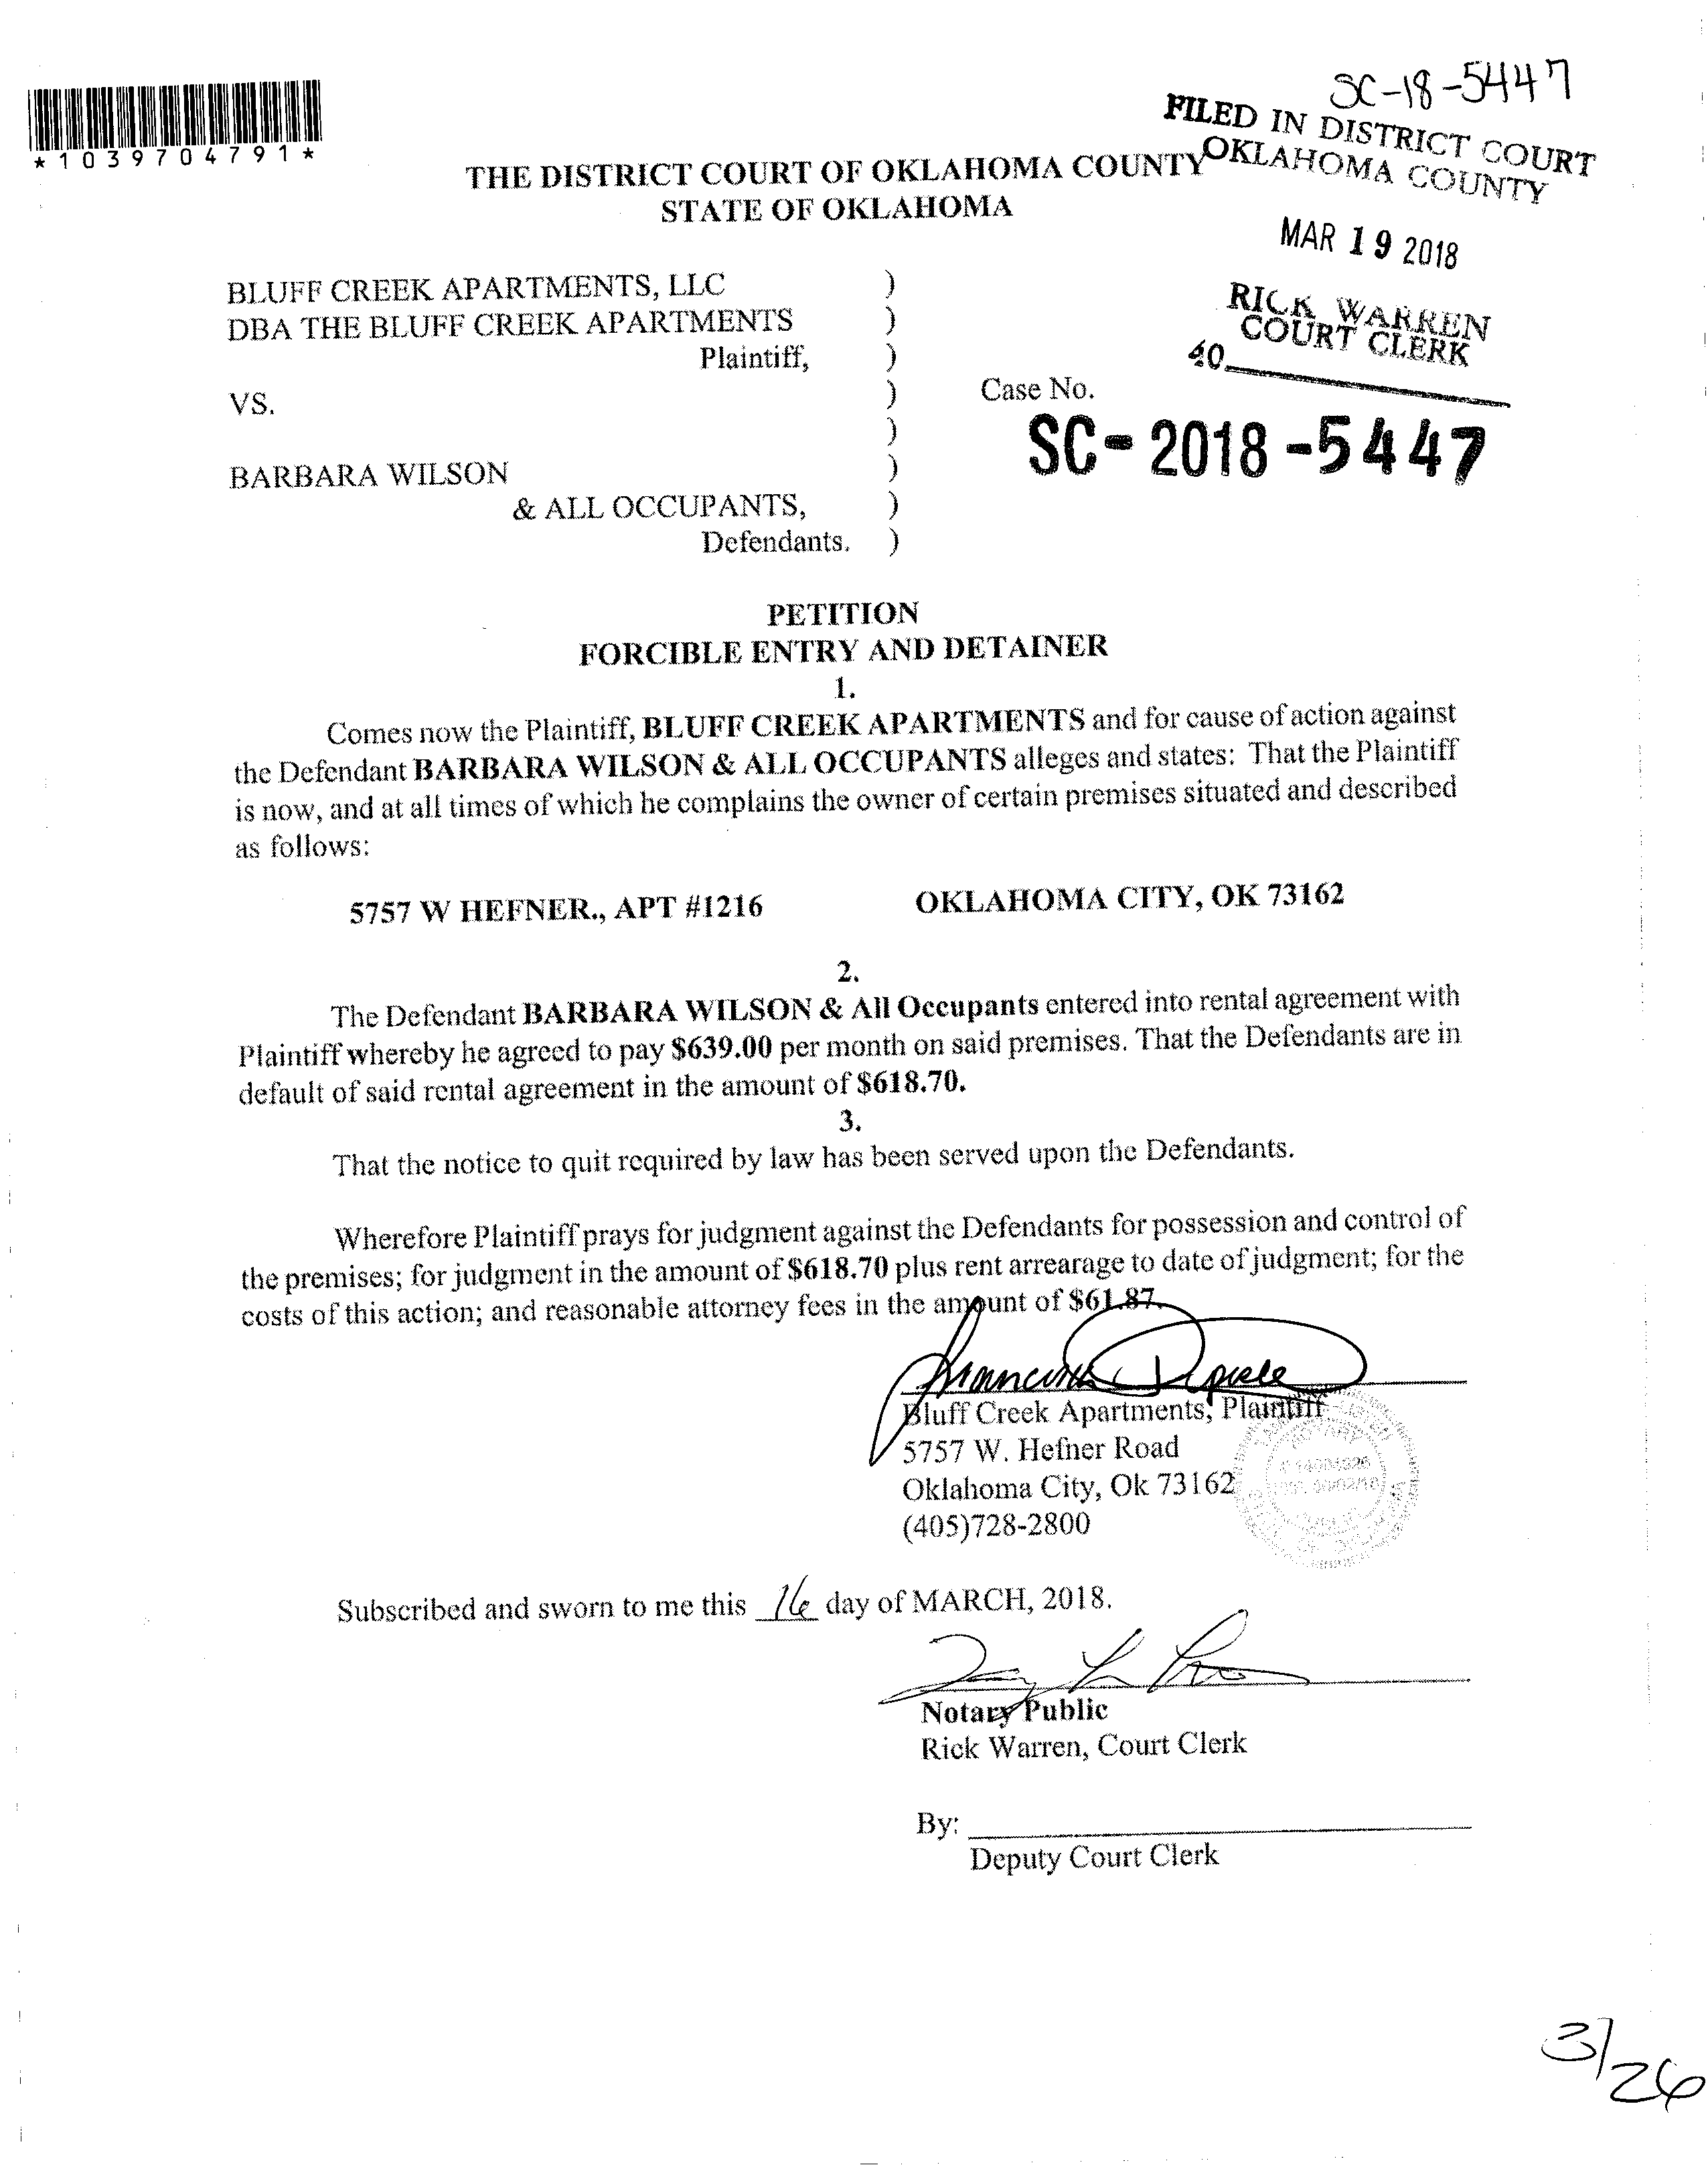 SC-18-5447
FILED IN DISTRICT COURT
OKLAHOMA COUNTY
*1039704791*
THE DISTRICT COURT OF OKLAHOMA COUNTY
STATE OF OKLAHOMA
MAR 19 2018
RICK WARREN
COURT CLERK
40
BLUFF CREEK APARTMENTS, LLC )
DBA THE BLUFF CREEK APARTMENTS )
Plaintiff, )
) Case No.
VS.
) SC-2018-5447
BARBARA WILSON )
& ALL OCCUPANTS, )
Defendants. )
PETITION
FORCIBLE ENTRY AND DETAINER
1.
Comes now the Plaintiff, BLUFF CREEK APARTMENTS and for cause of action against
the Defendant BARBARA WILSON & ALL OCCUPANTS alleges and states: That the Plaintiff
is now, and at all times of which he complains the owner of certain premises situated and described
as follows:
5757 W HEFNER., APT #1216 OKLAHOMA CITY, OK 73162
2.
The Defendant BARBARA WILSON & All Occupants entered into rental agreement with
Plaintiff whereby he agreed to pay $639.00 per month on said premises. That the Defendants are in
default of said rental agreement in the amount of $618.70.
3.
That the notice to quit required by law has been served upon the Defendants.
Wherefore Plaintiff prays for judgment against the Defendants for possession and control of
the premises; for judgment in the amount of $618.70 plus rent arrearage to date of judgment; for the
costs of this action; and reasonable attorney fees in the amount of $61.87.
Bluff Creek Apartments, Plaintiff
5757 W. Hefner Road
Oklahoma City, Ok 73162
(405)728-2800
Subscribed and sworn to me this 16 day of MARCH, 2018.
Notary Public
Rick Warren, Court Clerk
By:
Deputy Court Clerk
3/26